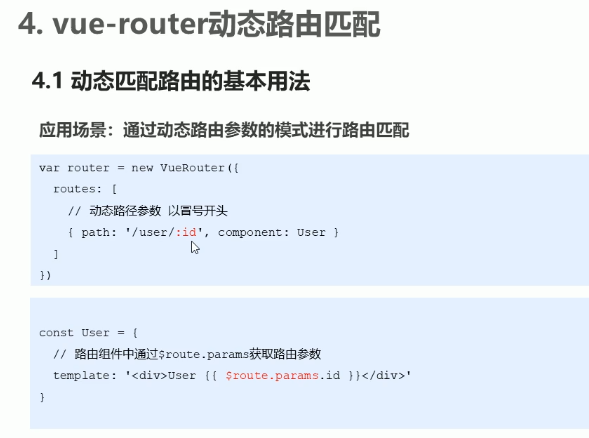 4. vue-router动态路由匹配
4.1 动态匹配路由的基本用法
应用场景：通过动态路由参数的模式进行路由匹配
var router = new VueRouter({
routes: [
// 动态路径参数 以冒号开头
{ path: '/user/:id', component: User }
]
})
const User = {
// 路由组件中通过$route.params获取路由参数
template: '<div>User {{ $route.params.id }}</div>'
}